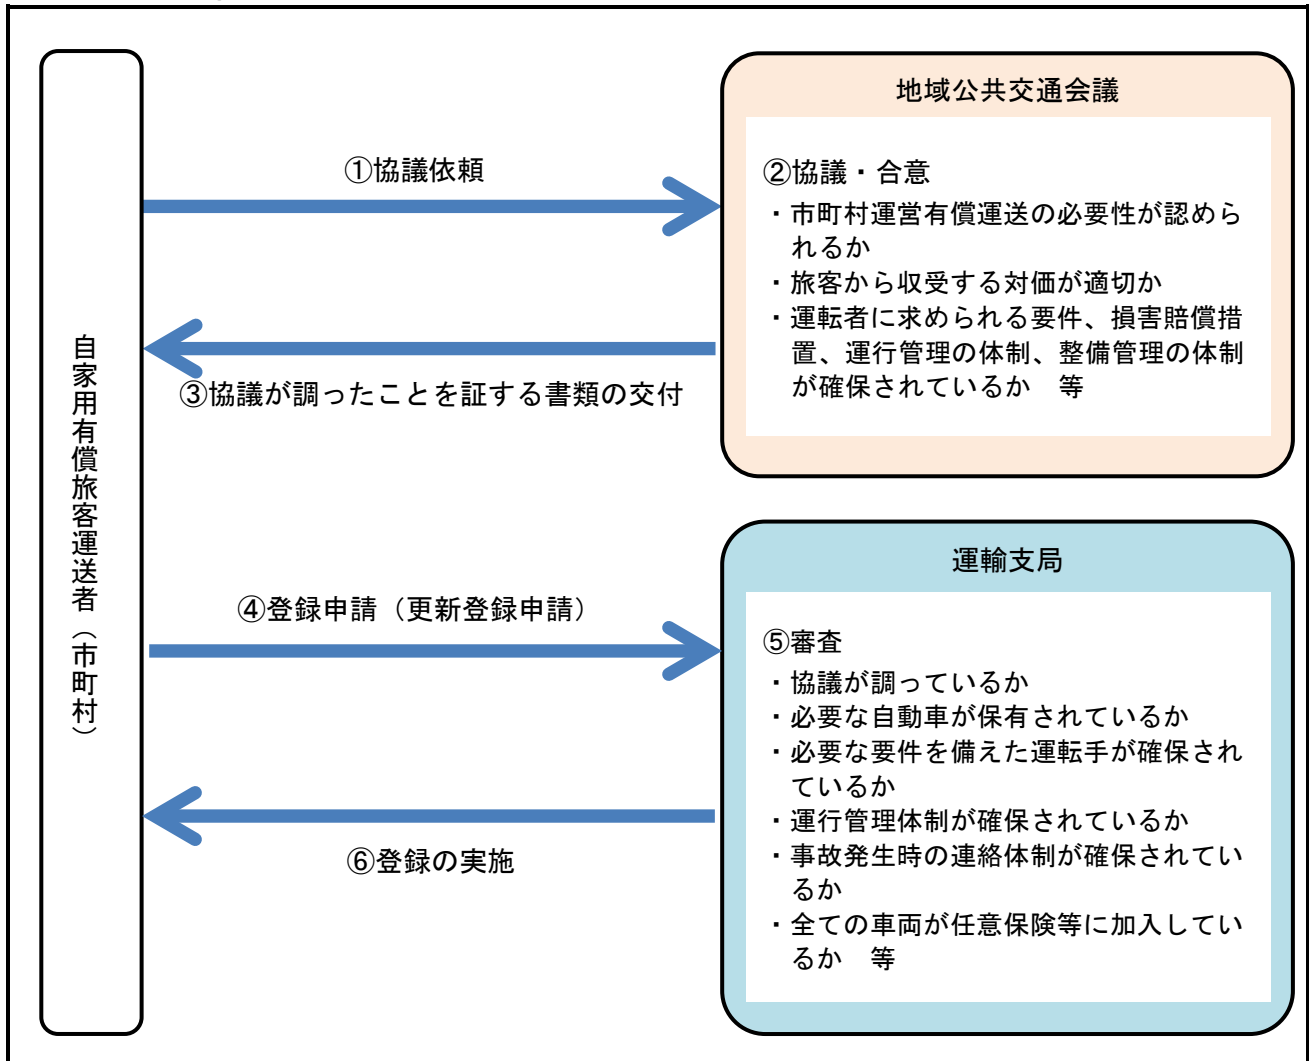 自家用有償旅客運送者（市町村）
①協議依頼
地域公共交通会議
②協議・合意
・市町村運営有償運送の必要性が認めら
れるか
・旅客から収受する対価が適切か
・運転者に求められる要件、損害賠償措
置、運行管理の体制、整備管理の体制
が確保されているか　等
③協議が調ったことを証する書類の交付
④登録申請（更新登録申請）
運輸支局
⑤審査
・協議が調っているか
・必要な自動車が保有されているか
・必要な要件を備えた運転手が確保され
ているか
・運行管理体制が確保されているか
・事故発生時の連絡体制が確保されてい
るか
・全ての車両が任意保険等に加入してい
るか　等
⑥登録の実施